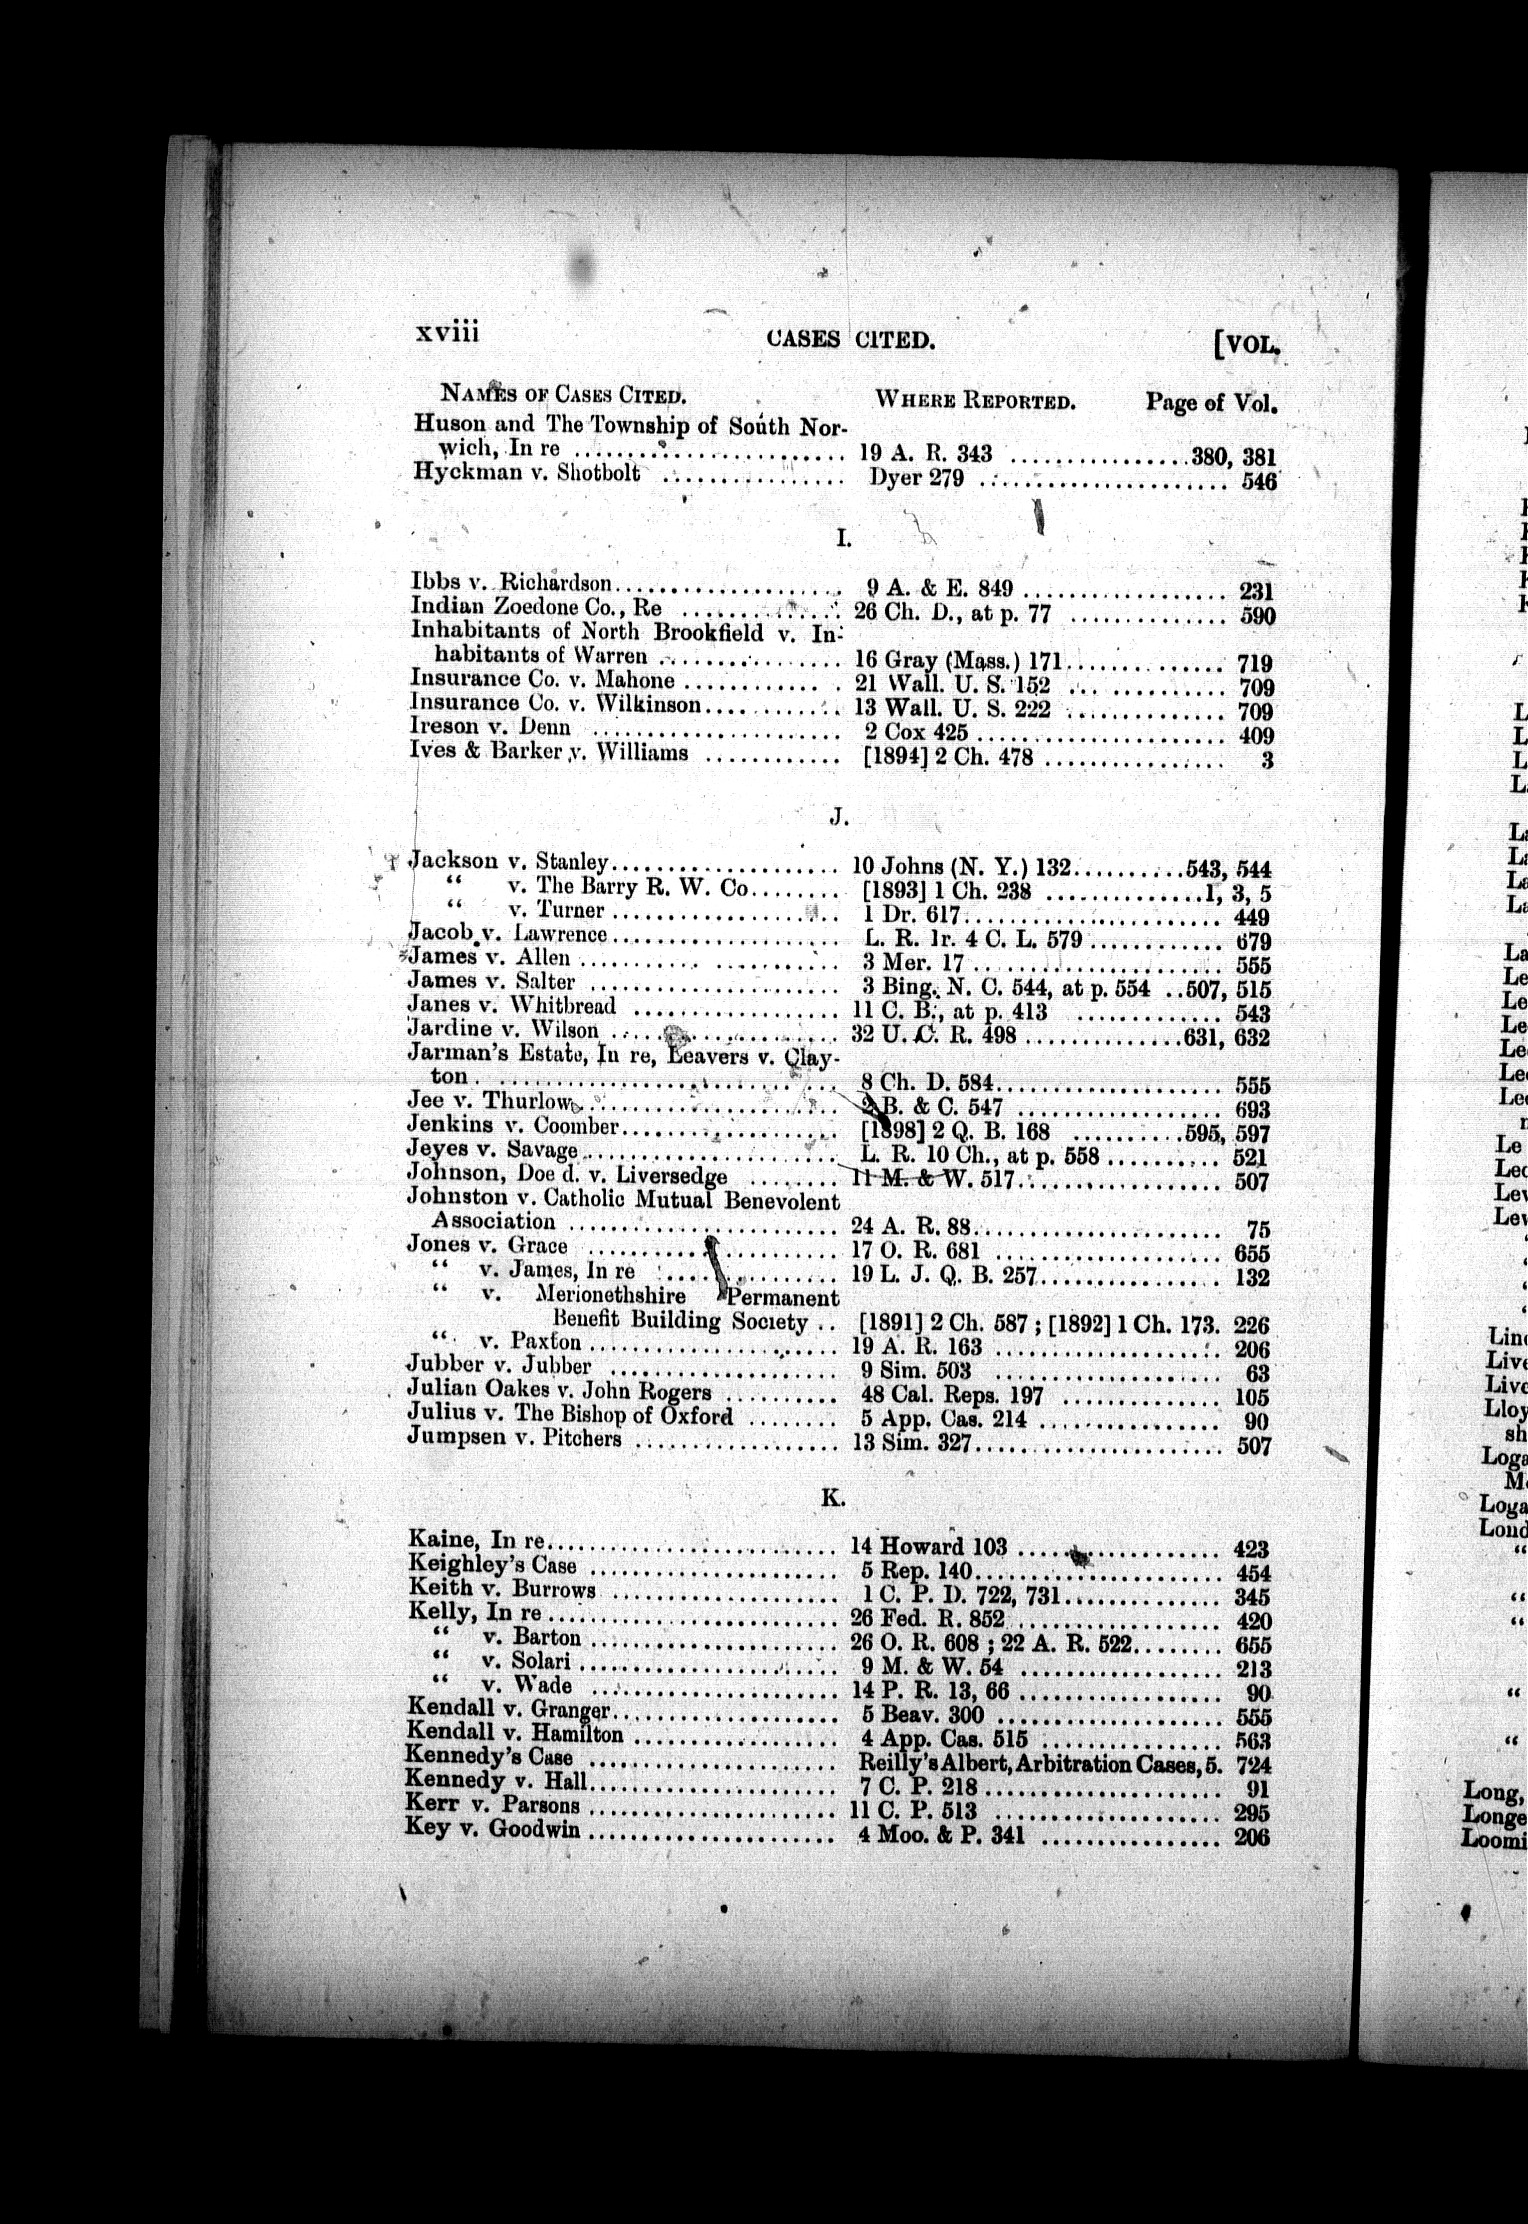 xviii CASES CITED. [VOL.
NAMES OF CASES CITED. WHERE REPORTED. Page of Vol.
Huson and The Township of South Nor-
wich, In re ........................ 19 A. R. 343 ................380, 381
Hyckman v. Shotbolt ................ Dyer 279 ...................... 546
I.
Ibbs v. Richardson.................... 9 A. & E. 849 .................. 231
Indian Zoedone Co., Re .............. 26 Ch. D., at p. 77 .............. 590
Inhabitants of North Brookfield v. In-
habitants of Warren ................ 16 Gray (Mass.) 171.............. 719
Insurance Co. v. Mahone .............. 21 Wall. U. S. 152 .............. 709
Insurance Co. v. Wilkinson............ 13 Wall. U. S. 222 .............. 709
Ireson v. Denn ...................... 2 Cox 425 ...................... 409
Ives & Barker v. Williams ............ [1894] 2 Ch. 478 ................ 3
J.
Jackson v. Stanley.................... 10 Johns (N. Y.) 132..........543, 544
“ v. The Barry R. W. Co........ [1893] 1 Ch. 238 ..............1, 3, 5
“ v. Turner .................... 1 Dr. 617....................... 449
Jacob v. Lawrence.................... L. R. Ir. 4 C. L. 579 ............ 679
James v. Allen ...................... 3 Mer. 17 ...................... 555
James v. Salter ...................... 3 Bing. N. C. 544, at p. 554 ..507, 515
Janes v. Whitbread .................. 11 C. B., at p. 413 ............. 543
Jardine v. Wilson .................... 32 U. C. R. 498 ..............631, 632
Jarman's Estate, In re, Leavers v. Clay-
ton ................................ 8 Ch. D. 584.................... 555
Jee v. Thurlow...................... 2 B. & C. 547 .................. 693
Jenkins v. Coomber................... [1898] 2 Q. B. 168 ..........595, 597
Jeyes v. Savage...................... L. R. 10 Ch., at p. 558 .......... 521
Johnson, Doe d. v. Liversedge ........ 11 M. & W. 517.................. 507
Johnston v. Catholic Mutual Benevolent
Association ........................ 24 A. R. 88...................... 75
Jones v. Grace ...................... 17 O. R. 681 .................... 655
“ v. James, In re ................ 19 L. J. Q. B. 257................ 132
“ v. Merionethshire Permanent
Benefit Building Society .. [1891] 2 Ch. 587 ; [1892] 1 Ch. 173. 226
“ v. Paxton ...................... 19 A. R. 163 .................... 206
Jubber v. Jubber .................... 9 Sim. 503 .................... 63
Julian Oakes v. John Rogers .......... 48 Cal. Reps. 197 .............. 105
Julius v. The Bishop of Oxford ........ 5 App. Cas. 214 ................ 90
Jumpsen v. Pitchers .................. 13 Sim. 327...................... 507
K.
Kaine, In re.......................... 14 Howard 103 .................. 423
Keighley's Case ...................... 5 Rep. 140...................... 454
Keith v. Burrows .................... 1 C. P. D. 722, 731.............. 345
Kelly, In re.......................... 26 Fed. R. 852 .................. 420
“ v. Barton ...................... 26 O. R. 608 ; 22 A. R. 522........ 655
“ v. Solari ....................... 9 M. & W. 54 .................. 213
“ v. Wade ...................... 14 P. R. 13, 66 .................. 90
Kendall v. Granger.................... 5 Beav. 300 .................... 555
Kendall v. Hamilton .................. 4 App. Cas. 515 ................ 563
Kennedy's Case ...................... Reilly's Albert, Arbitration Cases, 5. 724
Kennedy v. Hall...................... 7 C. P. 218 ..................... 91
Kerr v. Parsons ...................... 11 C. P. 513 .................... 295
Key v. Goodwin ...................... 4 Moo. & P. 341 ................ 206